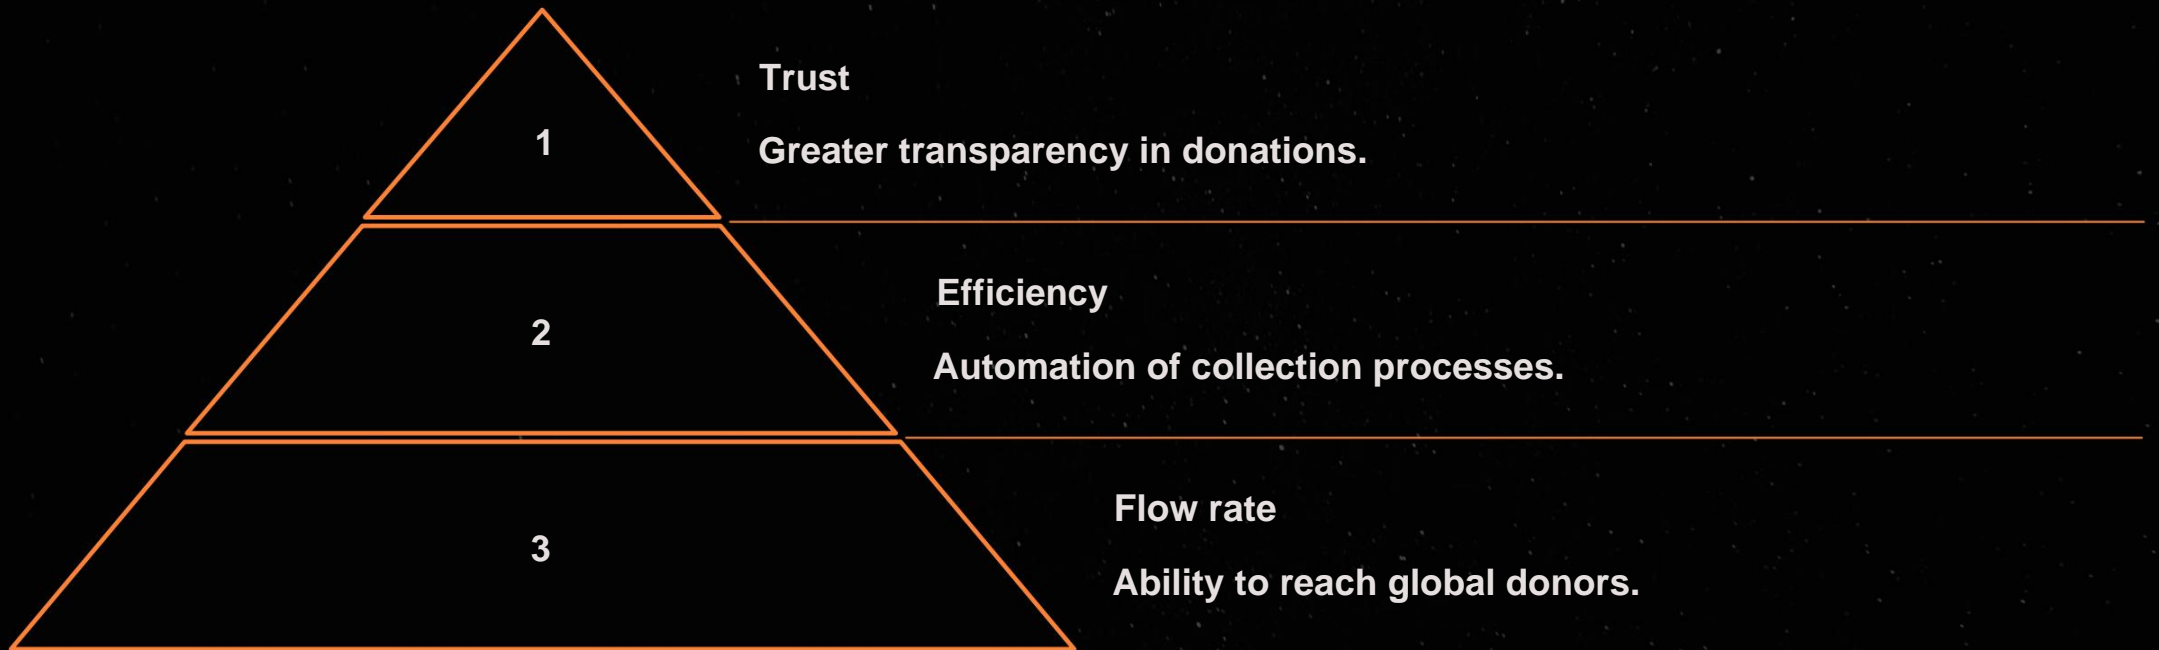 1
Trust
Greater transparency in donations.
2
Efficiency
Automation of collection processes.
3
Flow rate
Ability to reach global donors.